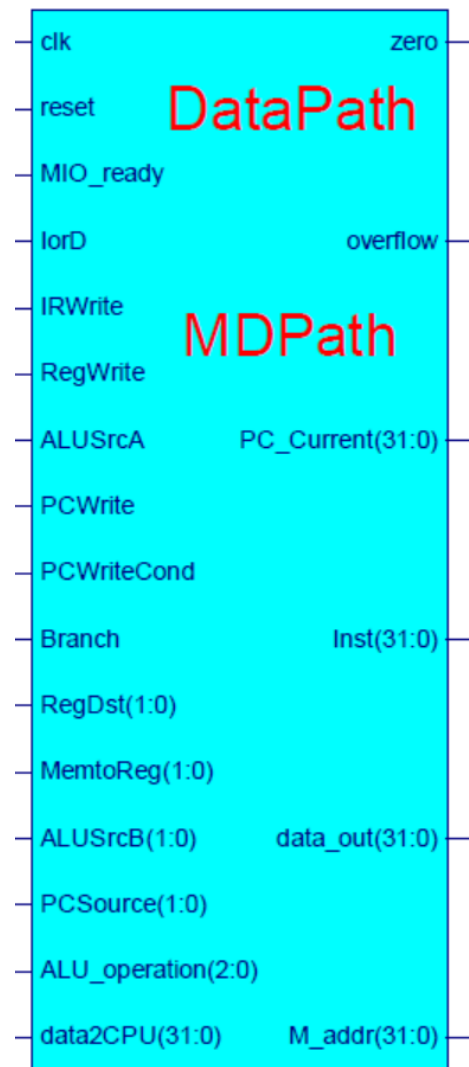 clk zero
reset DataPath
MIO_ready
IorD overflow
IRWrite
MDPath
RegWrite
ALUSrcA PC_Current(31:0)
PCWrite
PCWriteCond
Branch Inst(31:0)
RegDst(1:0)
MemtoReg(1:0)
ALUSrcB(1:0) data_out(31:0)
PCSource(1:0)
ALU_operation(2:0)
data2CPU(31:0) M_addr(31:0)